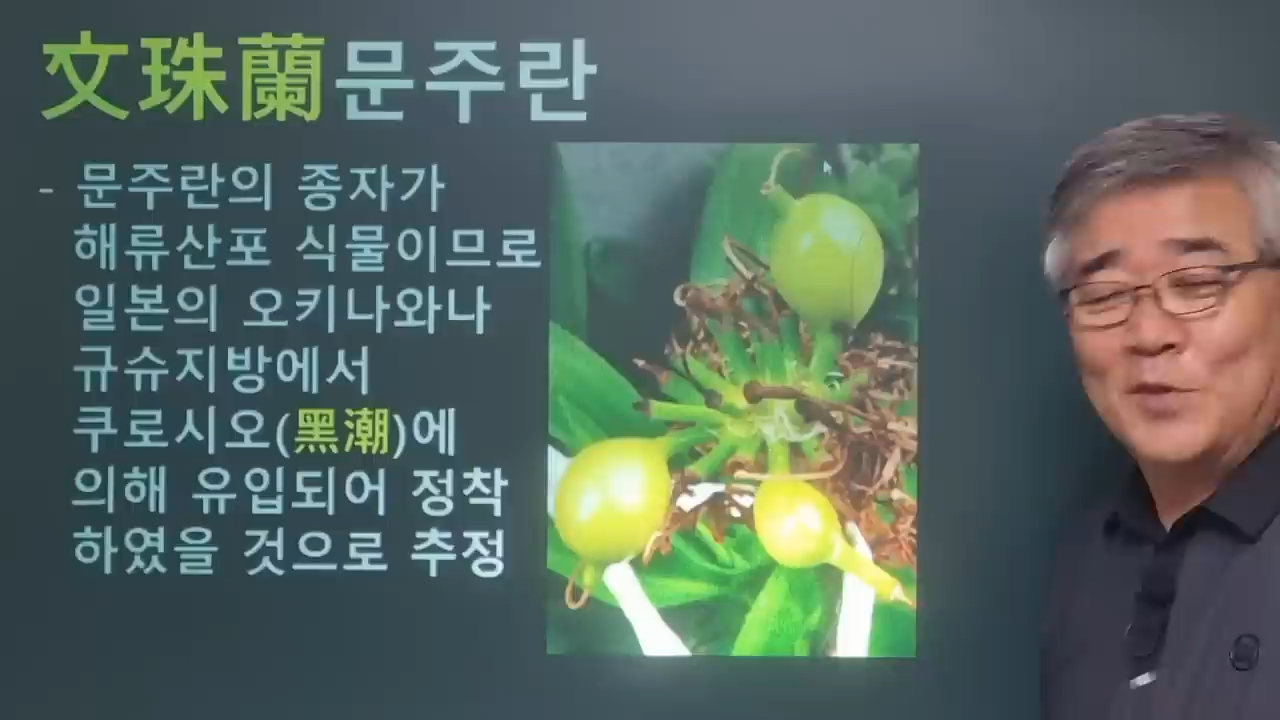 文珠蘭문주란
- 문주란의 종자가
해류산포 식물이므로
일본의 오키나와나
규슈지방에서
쿠로시오(黑潮)에
의해 유입되어 정착
하였을 것으로 추정